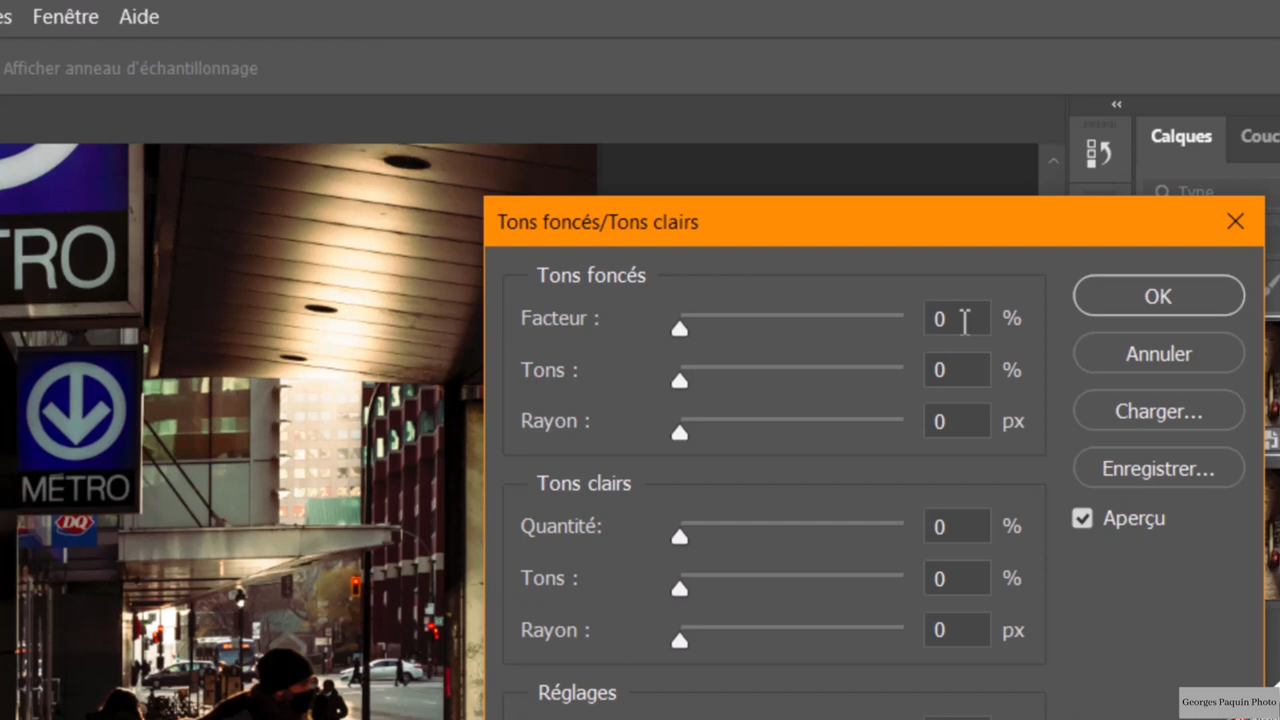 es Fenêtre Aide
Afficher anneau d'échantillonnage
Calques Couc
Type
TRO
Tons foncés/Tons clairs
Tons foncés
Facteur : 0 %
Tons : 0 %
Rayon : 0 px
Tons clairs
Quantité: 0 %
Tons : 0 %
Rayon : 0 px
Réglages
OK
Annuler
Charger...
Enregistrer...
Aperçu
MÉTRO
DQ
Georges Paquin Photo